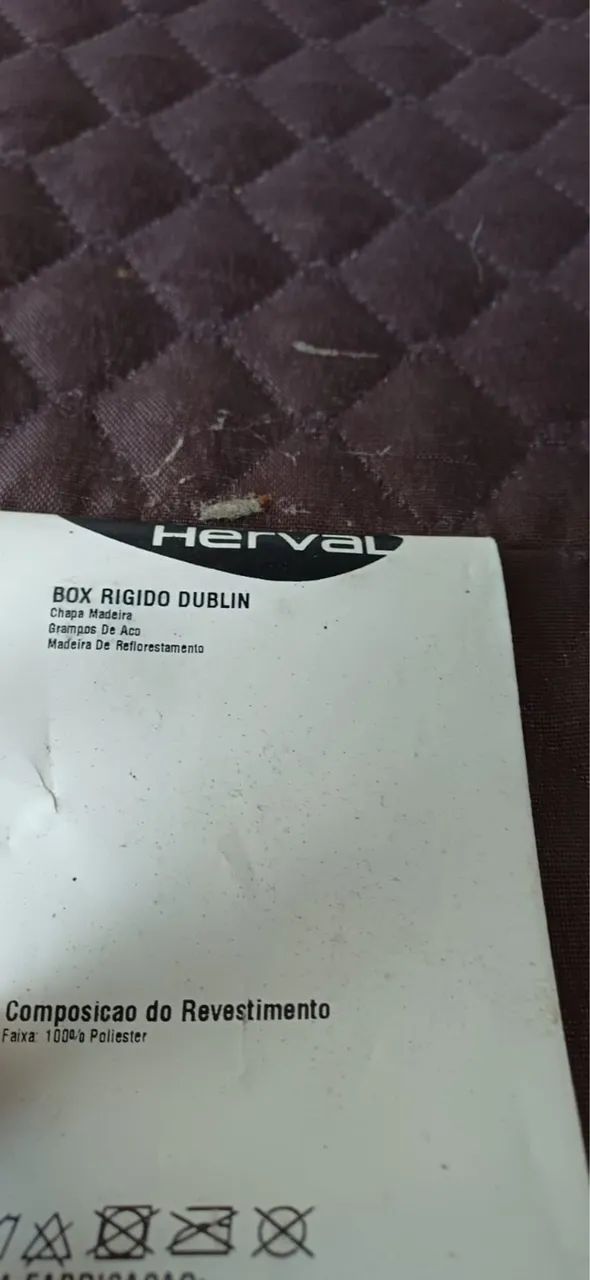 Herval
BOX RIGIDO DUBLIN
Chapa Madeira
Grampos De Aco
Madeira De Reflorestamento
Composicao do Revestimento
Faixa: 100% Poliester